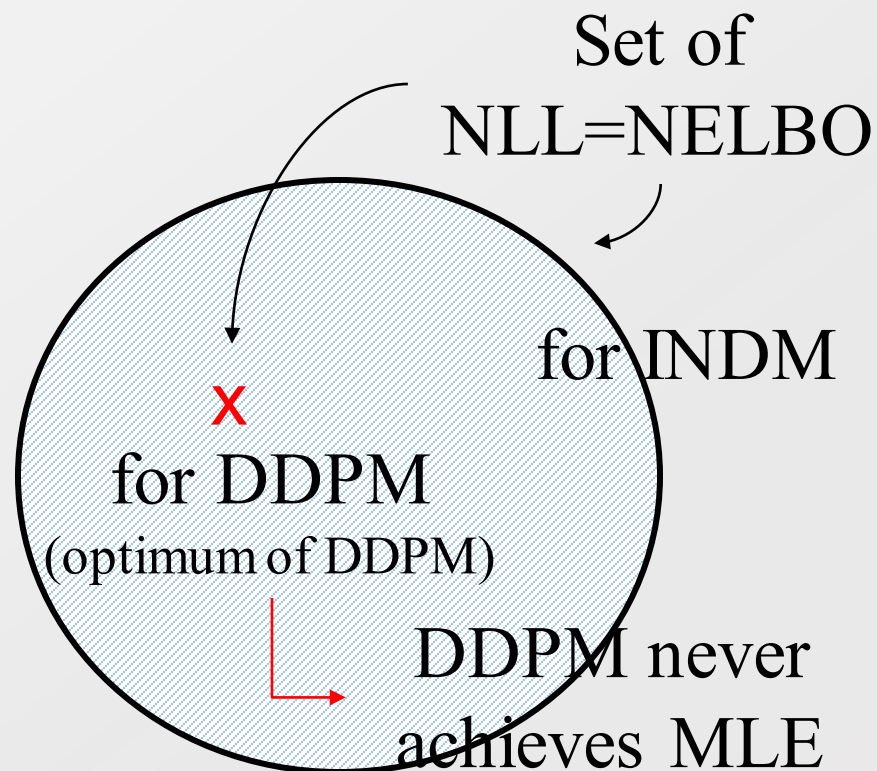 Set of
NLL=NELBO
for INDM
x
for DDPM
(optimum of DDPM)
DDPM never
achieves MLE